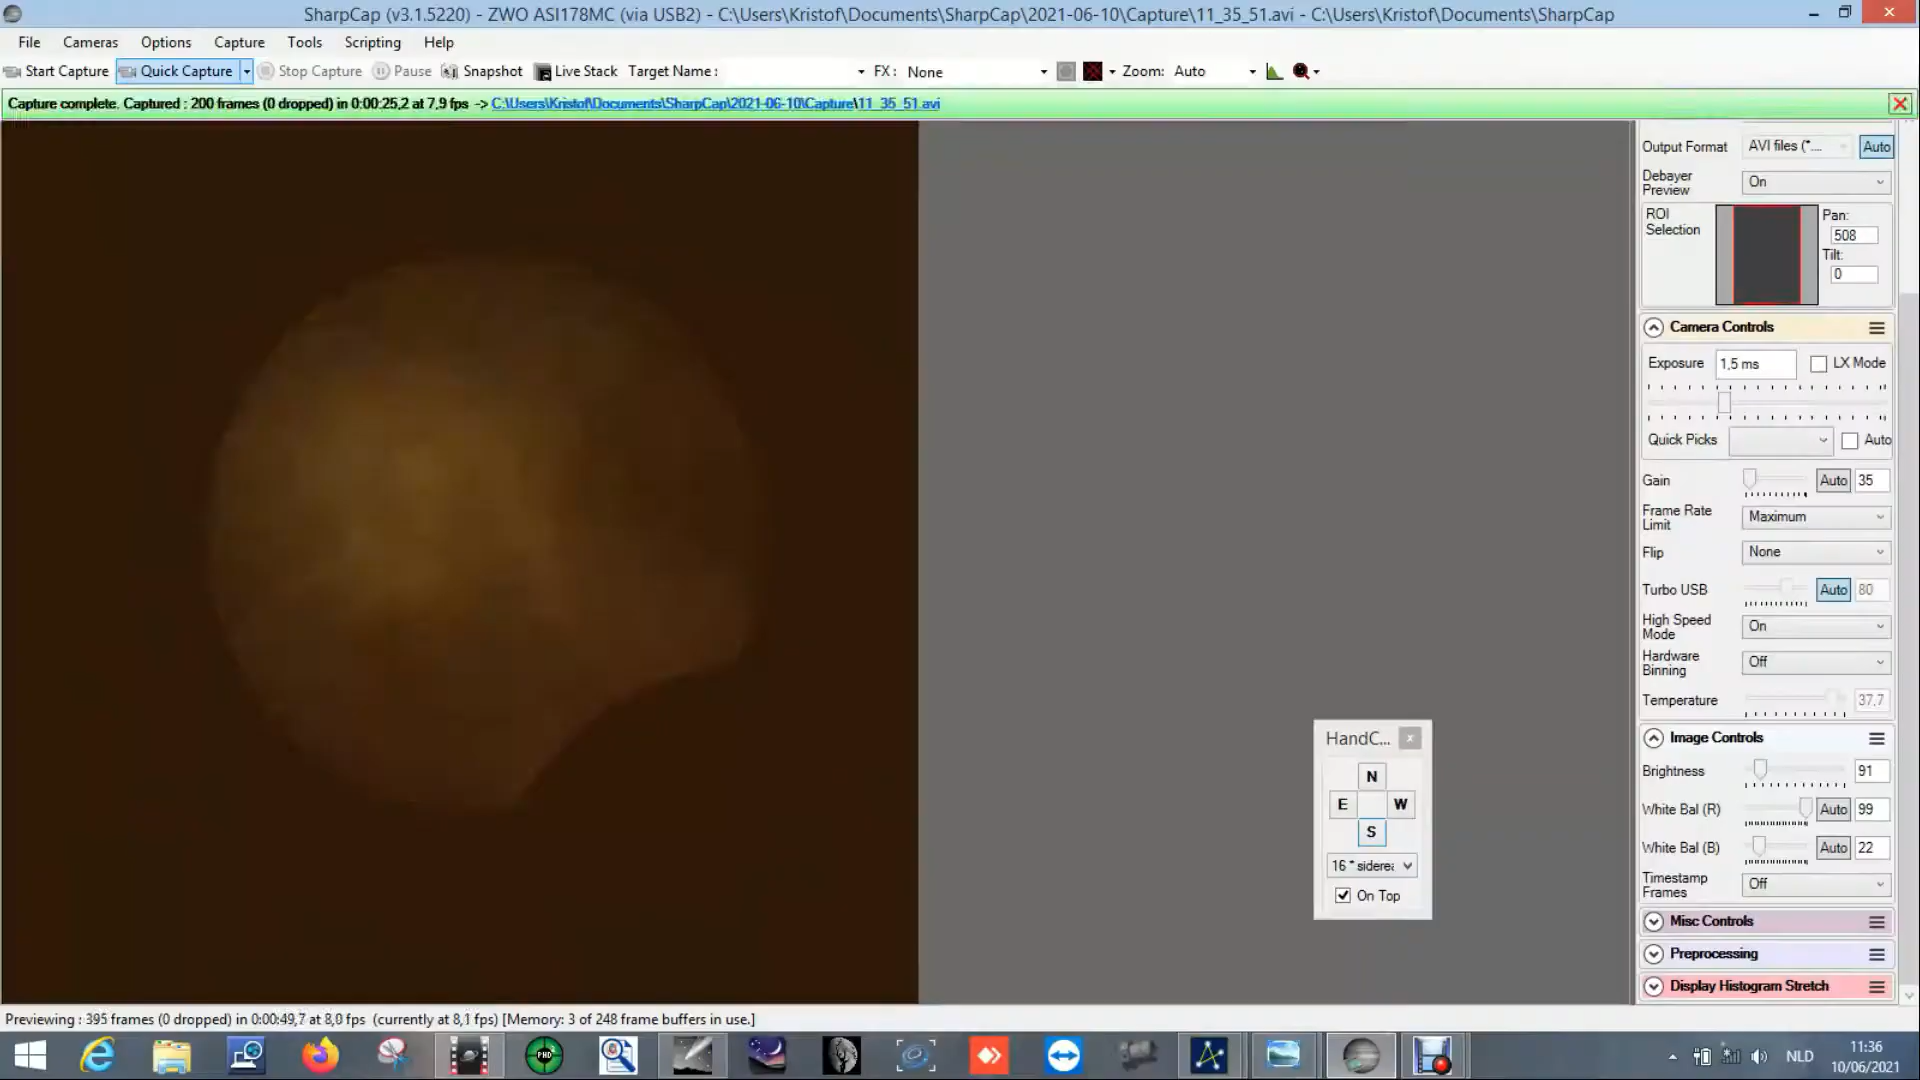 SharpCap (v3.1.5220) - ZWO ASI178MC (via USB2) - C:\Users\Kristof\Documents\SharpCap\2021-06-10\Capture\11_35_51.avi - C:\Users\Kristof\Documents\SharpCap
File Cameras Options Capture Tools Scripting Help
Start Capture Quick Capture Stop Capture Pause Snapshot Live Stack Target Name : FX : None Zoom: Auto
Capture complete. Captured : 200 frames (0 dropped) in 0:00:25,2 at 7,9 fps -> C:\Users\Kristof\Documents\SharpCap\2021-06-10\Capture\11_35_51.avi
Output Format AVI files (*.... Auto
Debayer Preview On
ROI Selection
Pan:
508
Tilt:
0
Camera Controls
Exposure 1,5 ms LX Mode
Quick Picks Auto
Gain Auto 35
Frame Rate Limit Maximum
Flip None
Turbo USB Auto 80
High Speed Mode On
Hardware Binning Off
Temperature 37,7
Image Controls
Brightness 91
White Bal (R) Auto 99
White Bal (B) Auto 22
Timestamp Frames Off
Misc Controls
Preprocessing
Display Histogram Stretch
HandC... x
N
E W
S
16 * siderea
On Top
Previewing : 395 frames (0 dropped) in 0:00:49,7 at 8,0 fps (currently at 8,1 fps) [Memory: 3 of 248 frame buffers in use.]
PHD
NLD
11:36
10/06/2021